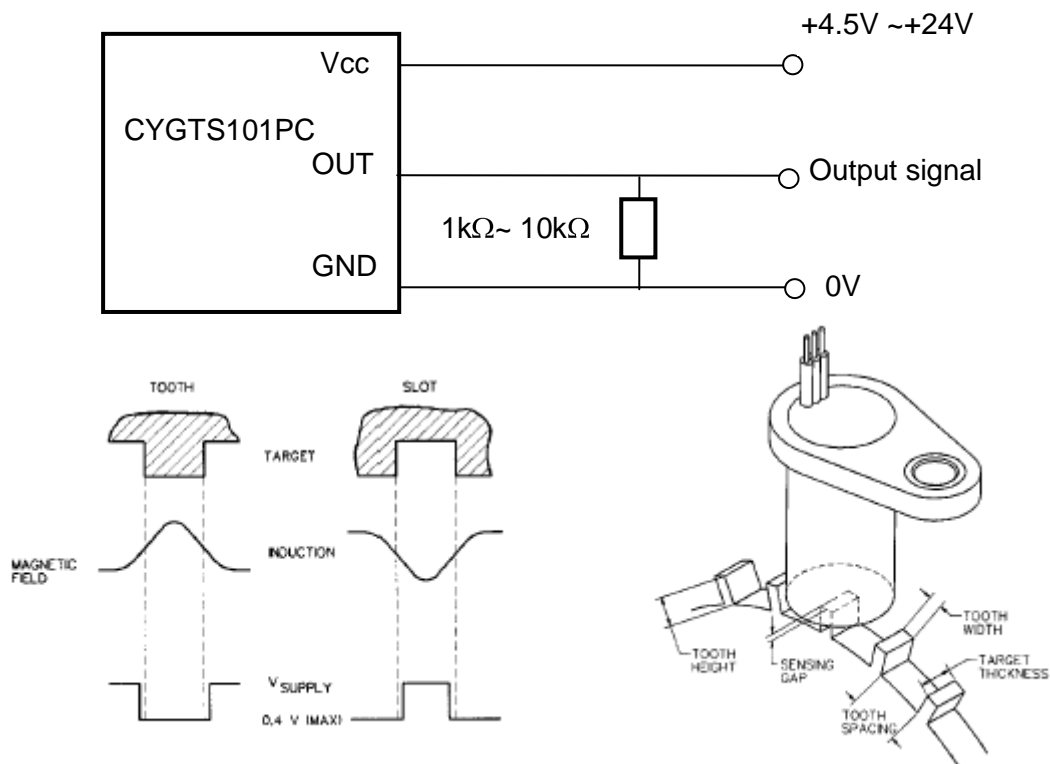 +4.5V ~+24V
Vcc
CYGTS101PC
OUT
Output signal
1kΩ~ 10kΩ
GND
0V
TOOTH
SLOT
TARGET
MAGNETIC
FIELD
INDUCTION
V SUPPLY
0.4 V (MAX)
TOOTH
HEIGHT
SENSING
GAP
TOOTH
WIDTH
TARGET
THICKNESS
TOOTH
SPACING